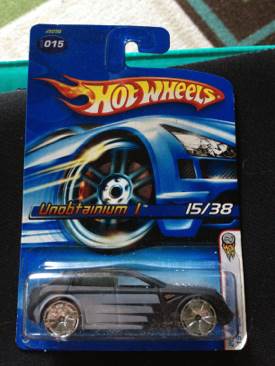 015
HOT WHEELS
Unobtainium 1
15/38